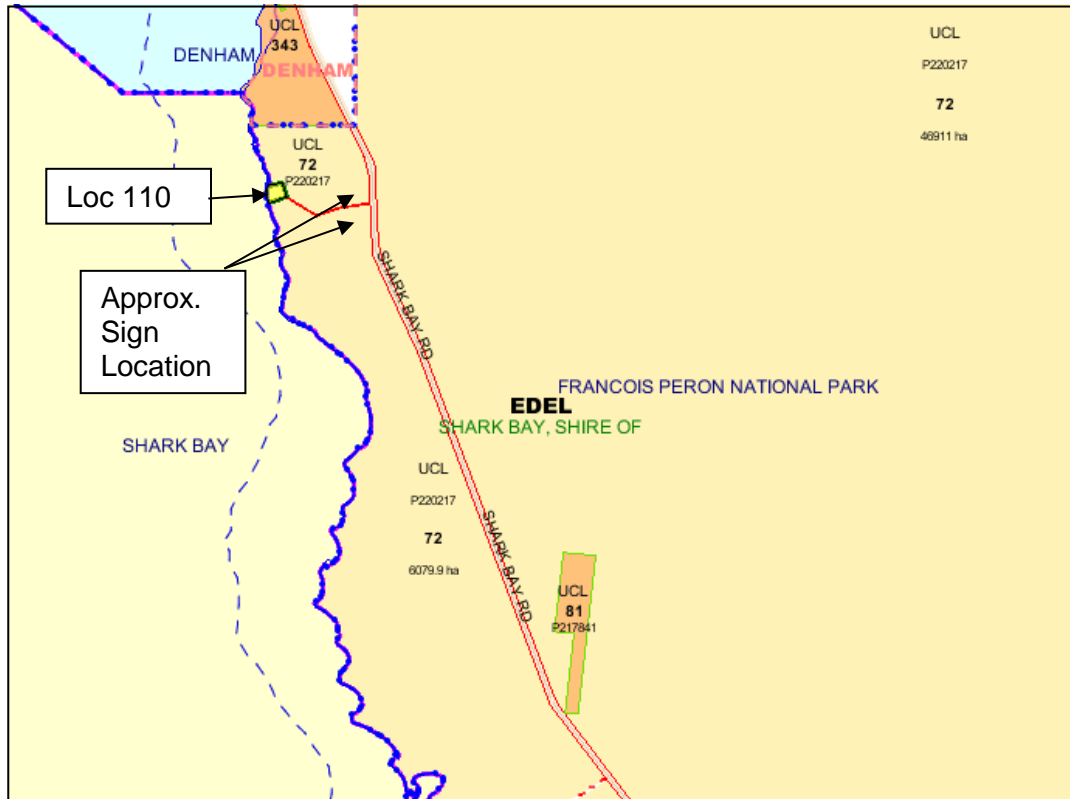 UCL
343
DENHAM
DENHAM
UCL
P220217
72
46911 ha
UCL
72
P220217
Loc 110
Approx.
Sign
Location
SHARK BAY RD
FRANCOIS PERON NATIONAL PARK
EDEL
SHARK BAY, SHIRE OF
SHARK BAY
UCL
P220217
72
6079.9 ha
SHARK BAY RD
UCL
81
P217841